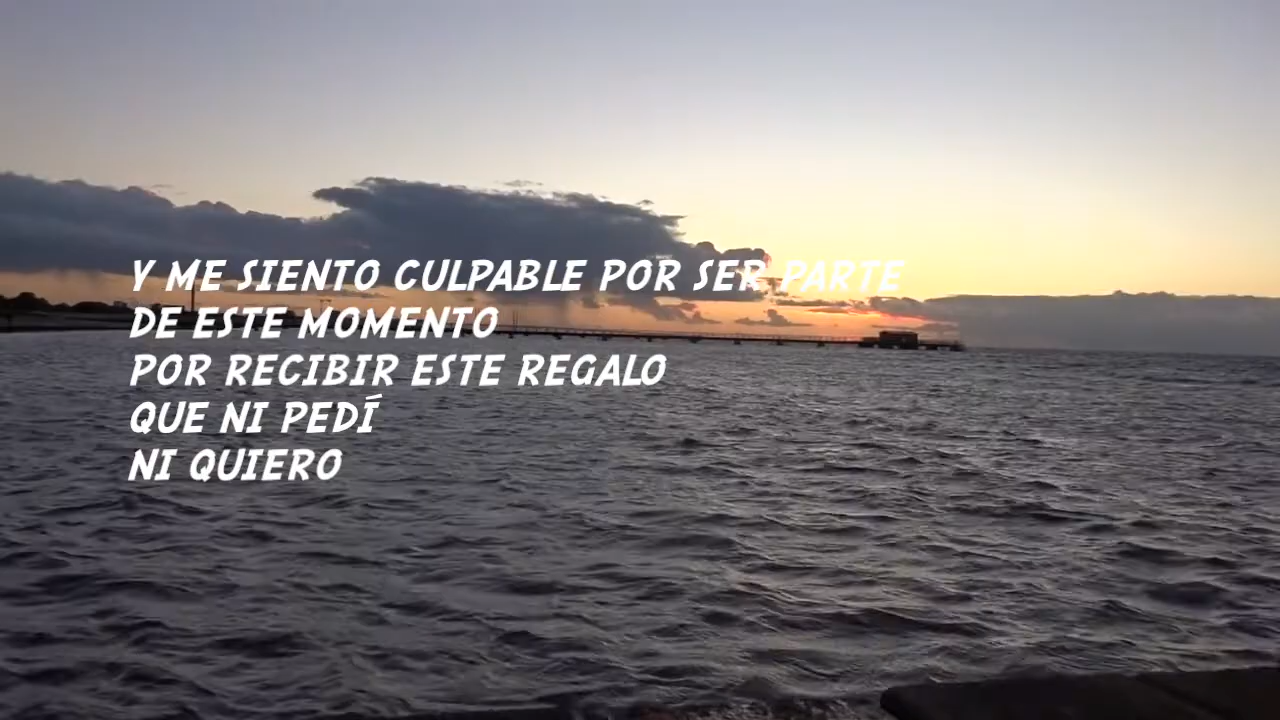 Y ME SIENTO CULPABLE POR SER PARTE
DE ESTE MOMENTO
POR RECIBIR ESTE REGALO
QUE NI PEDÍ
NI QUIERO